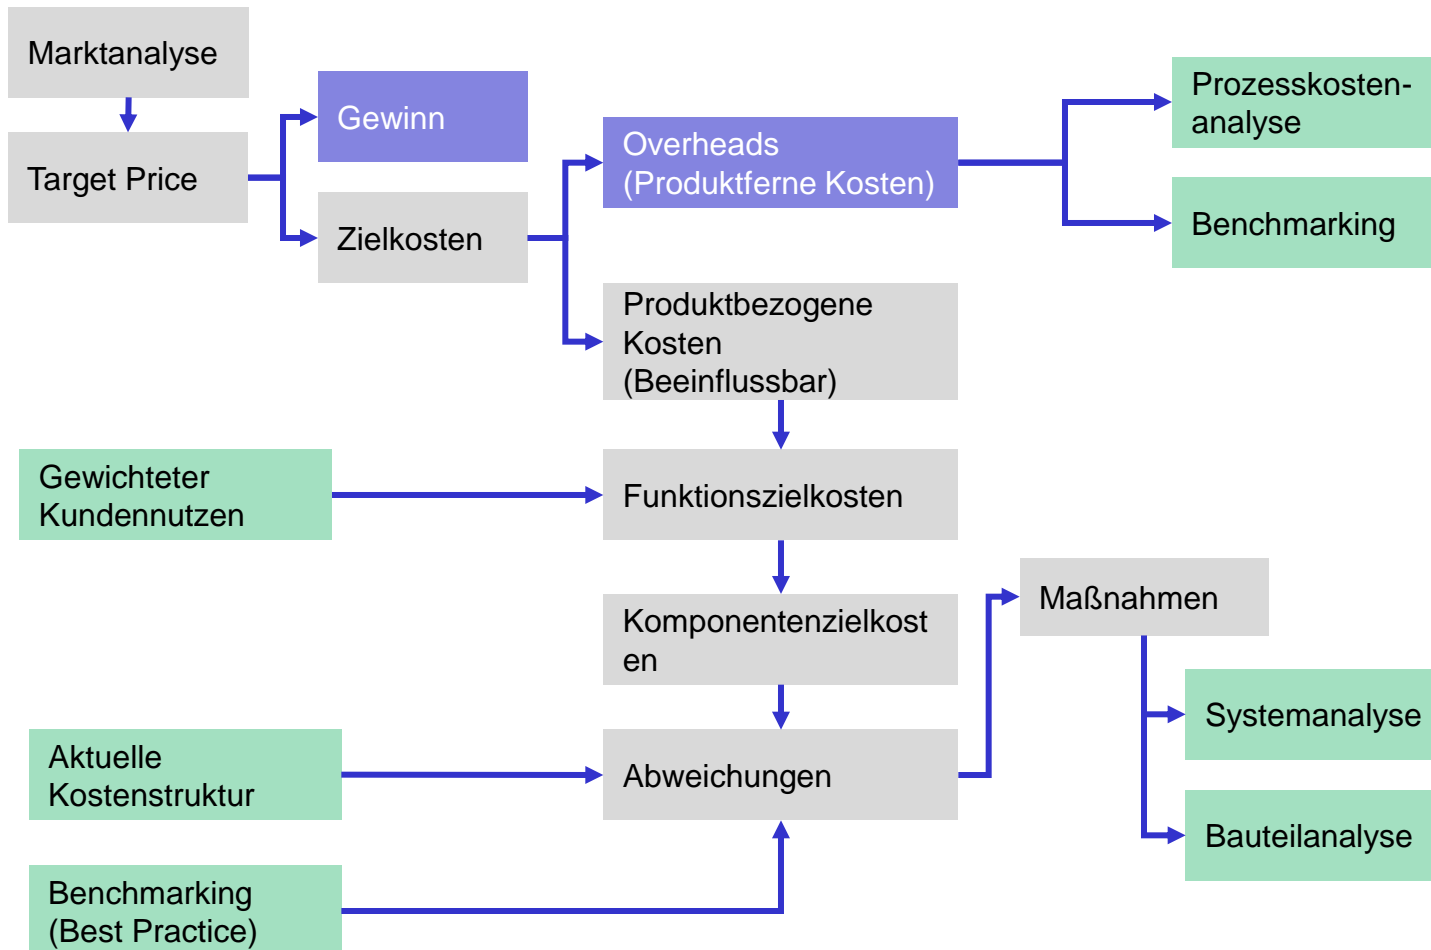 Marktanalyse
Target Price
Gewinn
Zielkosten
Overheads
(Produktferne Kosten)
Prozesskosten-
analyse
Benchmarking
Produktbezogene
Kosten
(Beeinflussbar)
Gewichteter
Kundennutzen
Funktionszielkosten
Komponentenzielkost
en
Maßnahmen
Systemanalyse
Aktuelle
Kostenstruktur
Abweichungen
Bauteilanalyse
Benchmarking
(Best Practice)